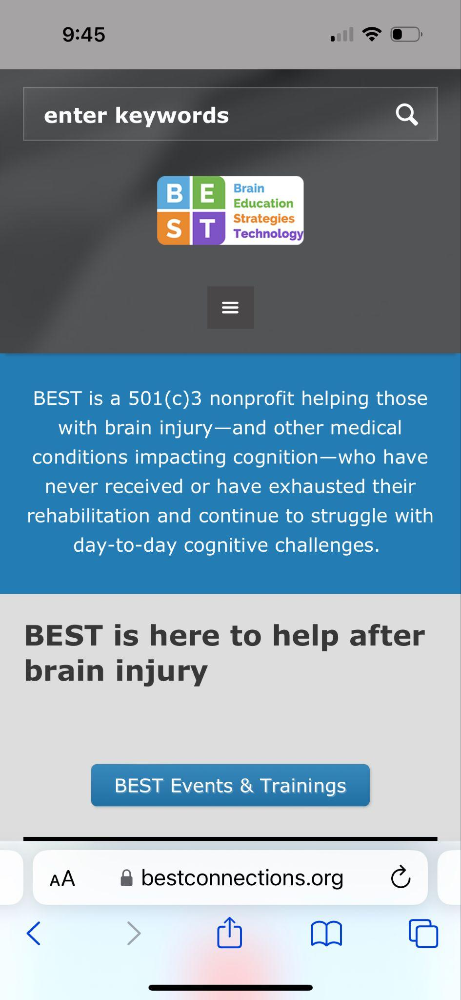 9:45
enter keywords
B E
S T
Brain
Education
Strategies
Technology
BEST is a 501(c)3 nonprofit helping those
with brain injury—and other medical
conditions impacting cognition—who have
never received or have exhausted their
rehabilitation and continue to struggle with
day-to-day cognitive challenges.
BEST is here to help after
brain injury
BEST Events & Trainings
AA bestconnections.org